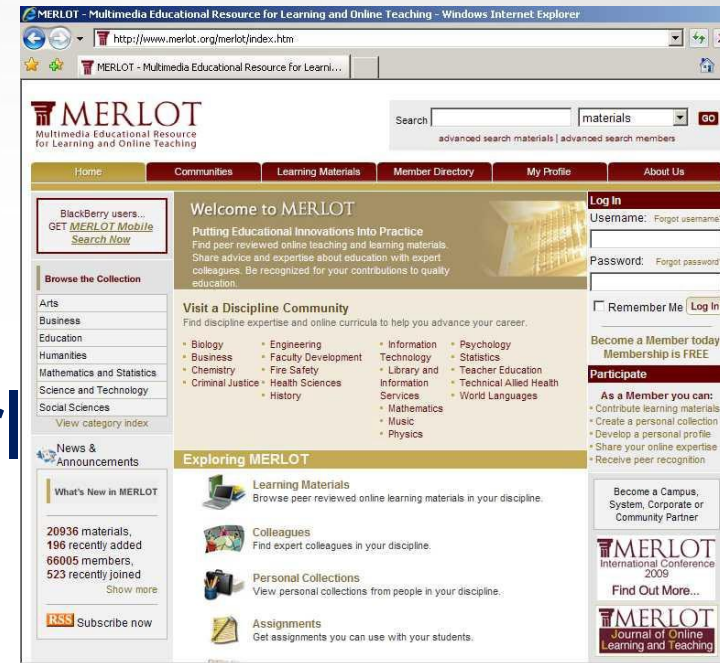 MERLOT - Multimedia Educational Resource for Learning and Online Teaching - Windows Internet Explorer
http://www.merlot.org/merlot/index.htm
MERLOT - Multimedia Educational Resource for Learni...
MERLOT
Multimedia Educational Resource
for Learning and Online Teaching
Search
materials
GO
advanced search materials | advanced search members
Home
Communities
Learning Materials
Member Directory
My Profile
About Us
BlackBerry users...
GET MERLOT Mobile
Search Now
Browse the Collection
Arts
Business
Education
Humanities
Mathematics and Statistics
Science and Technology
Social Sciences
View category index
News &
Announcements
What's New in MERLOT
20936 materials,
196 recently added
66005 members,
523 recently joined
Show more
RSS Subscribe now
Welcome to MERLOT
Putting Educational Innovations Into
Practice
Find peer reviewed online teaching and learning materials.
Share advice and expertise about education with expert
colleagues. Be recognized for your contributions to quality
education.
Visit a Discipline Community
Find discipline expertise and online curricula to help you advance your career.
Biology
Business
Chemistry
Criminal Justice
Engineering
Faculty Development
Fire Safety
Health Sciences
History
Information
Technology
Library and
Information
Services
Mathematics
Music
Physics
Psychology
Statistics
Teacher Education
Technical Allied Health
World Languages
Exploring MERLOT
Learning Materials
Browse peer reviewed online learning materials in your discipline.
Colleagues
Find expert colleagues in your discipline.
Personal Collections
View personal collections from people in your discipline.
Assignments
Get assignments you can use with your students.
Log In
Username: Forgot username
Password: Forgot password
Remember Me Log In
Become a Member today
Membership is FREE
Participate
As a Member you can:
Contribute learning materials
Create a personal collection
Develop a personal profile
Share your online expertise
Receive peer recognition
Become a Campus,
System, Corporate or
Community Partner
MERLOT
International Conference
2009
Find Out More...
MERLOT
Journal of Online
Learning and Teaching